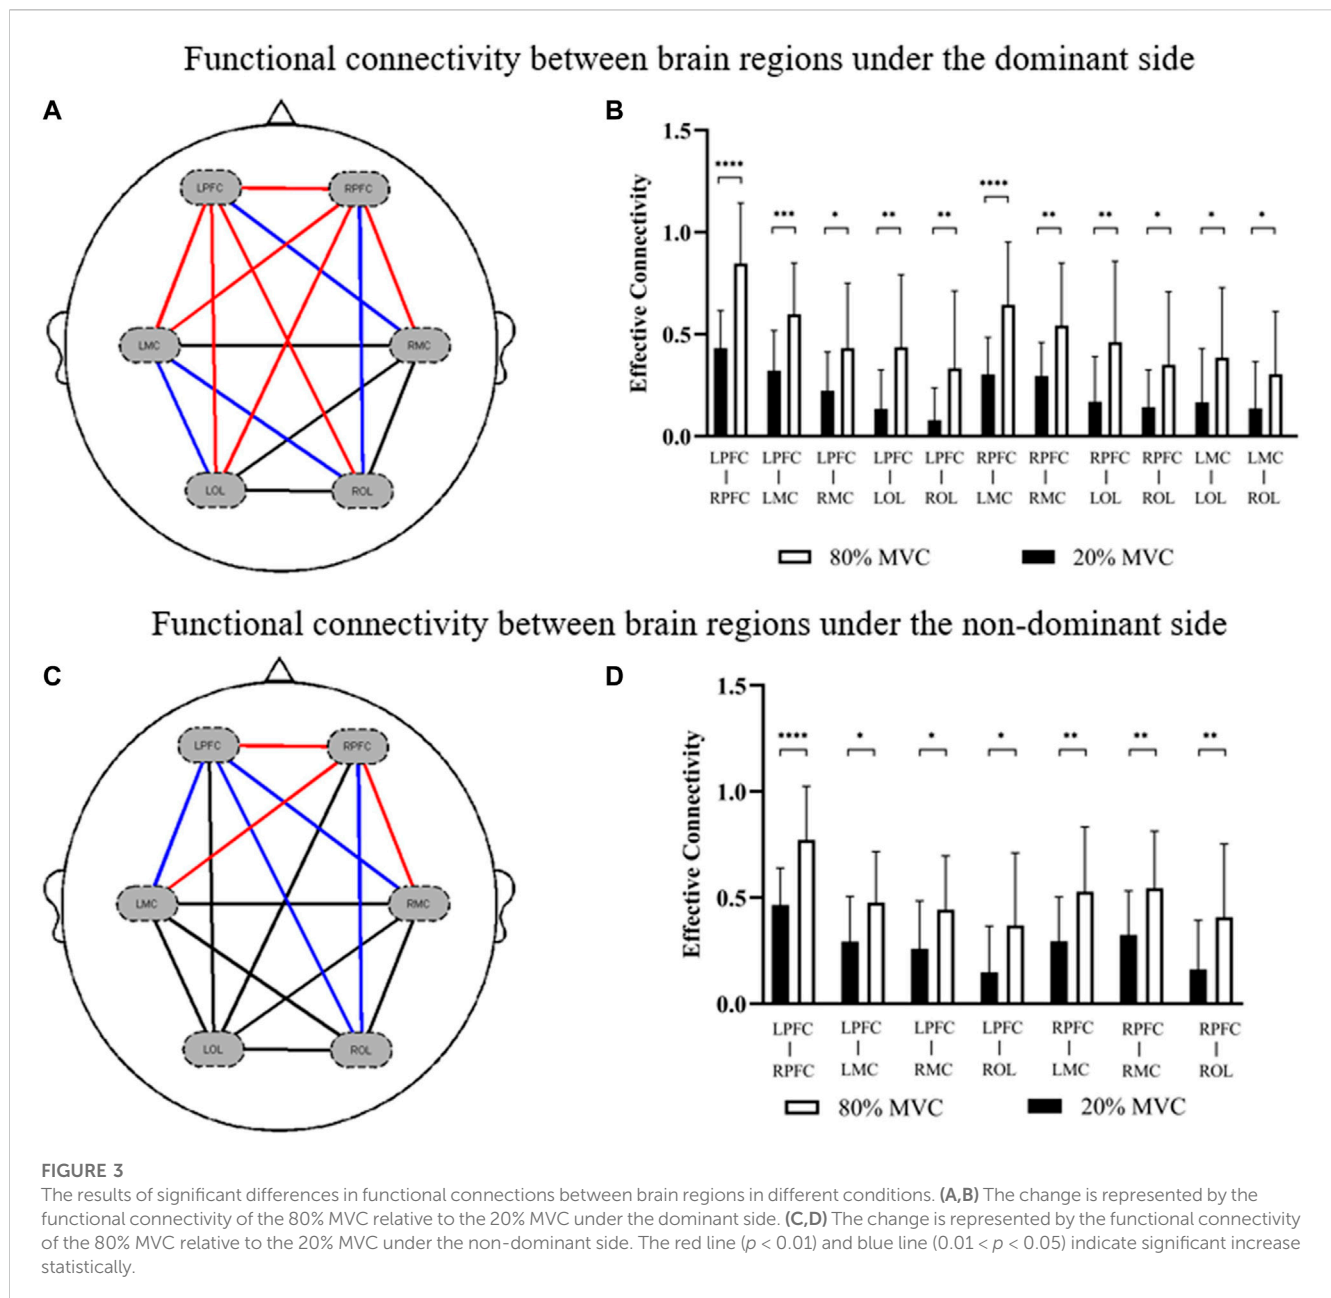 Functional connectivity between brain regions under the dominant side
A
LPFC
RPFC
LMC
RMC
LOL
ROL
B
Effective Connectivity
1.5
1.0
0.5
0.0
****
***
*
**
**
****
**
**
*
*
*
LPFC LPFC LPFC LPFC LPFC RPFC RPFC RPFC RPFC LMC LMC
| | | | | | | | | | |
RPFC LMC RMC LOL ROL LMC RMC LOL ROL LOL ROL
80% MVC 20% MVC
Functional connectivity between brain regions under the non-dominant side
C
LPFC
RPFC
LMC
RMC
LOL
ROL
D
Effective Connectivity
1.5
1.0
0.5
0.0
****
*
*
*
**
**
**
LPFC LPFC LPFC LPFC RPFC RPFC RPFC
| | | | | | |
RPFC LMC RMC ROL LMC RMC ROL
80% MVC 20% MVC
FIGURE 3
The results of significant differences in functional connections between brain regions in different conditions. (A,B) The change is represented by the
functional connectivity of the 80% MVC relative to the 20% MVC under the dominant side. (C,D) The change is represented by the functional connectivity
of the 80% MVC relative to the 20% MVC under the non-dominant side. The red line (p < 0.01) and blue line (0.01 < p < 0.05) indicate significant increase
statistically.